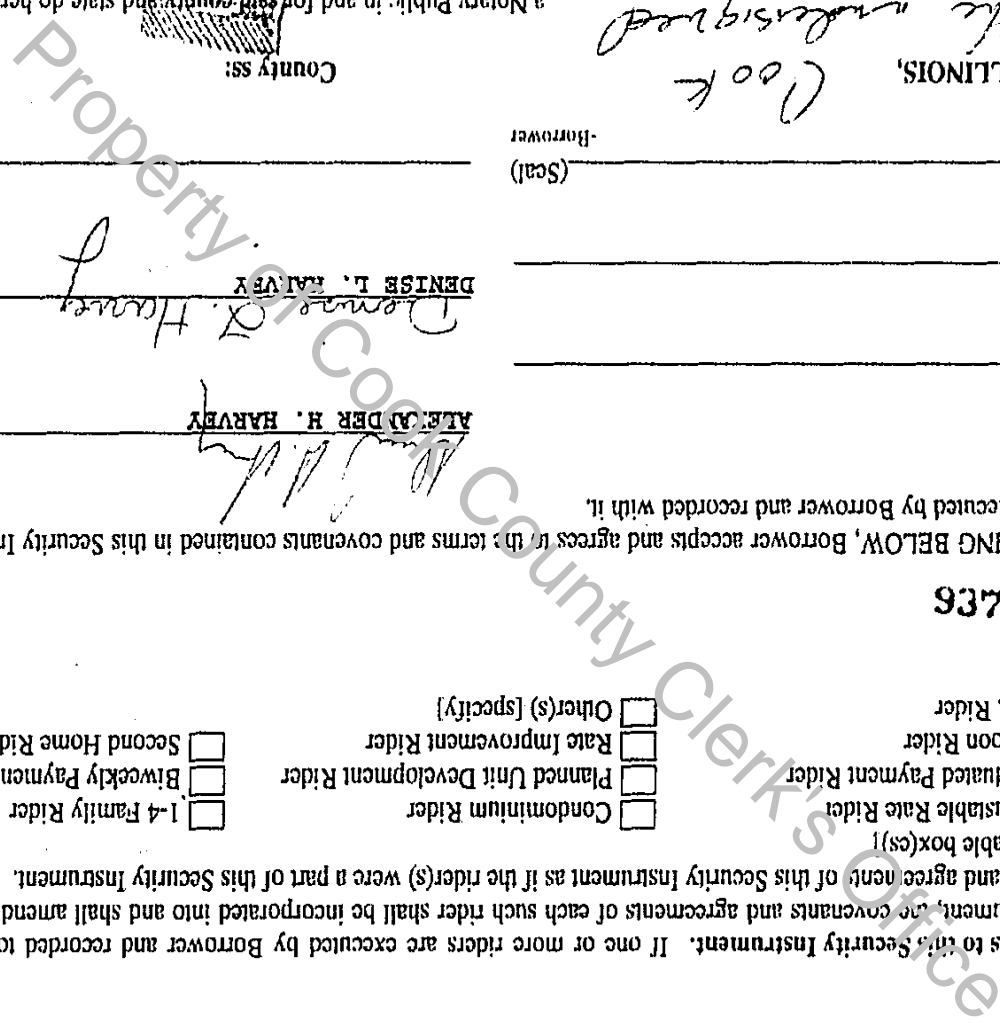 s to this Security Instrument. If one or more riders are executed by Borrower and recorded to
ument, the covenants and agreements of each such rider shall be incorporated into and shall amend
and agreements of this Security Instrument as if the rider(s) were a part of this Security Instrument.
able box(es)]
ustable Rate Rider Condominium Rider 1-4 Family Rider
duated Payment Rider Planned Unit Development Rider Biweekly Paymen
oon Rider Rate Improvement Rider Second Home Rid
Rider Other(s) [specify]
937
ING BELOW, Borrower accepts and agrees to the terms and covenants contained in this Security In
ecuted by Borrower and recorded with it.
ALEXANDER H. HARVEY
Denise L. Harvey
DENISE L. HARVEY
(Seal)
-Borrower
LLINOIS, Cook County ss:
he undersigned a Notary Public in and for said county and state do her
Property of Cook County Clerk's Office